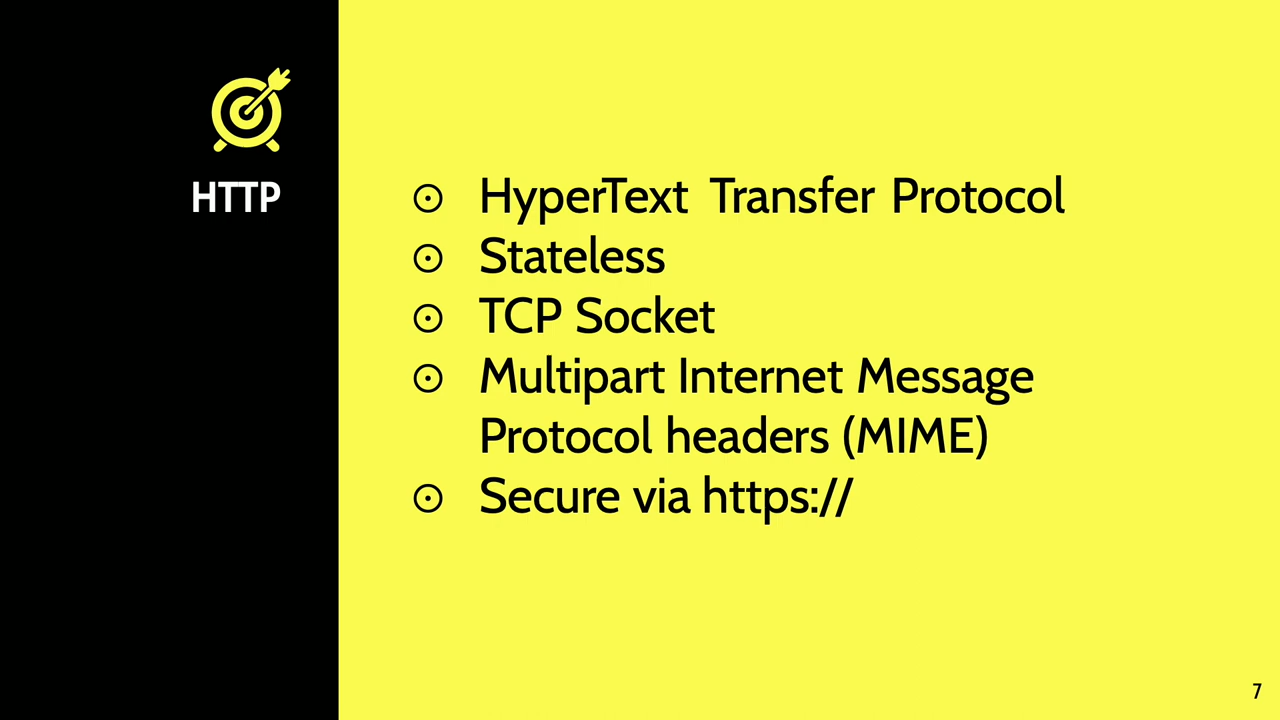 HTTP
HyperText Transfer Protocol
Stateless
TCP Socket
Multipart Internet Message
Protocol headers (MIME)
Secure via https://
7